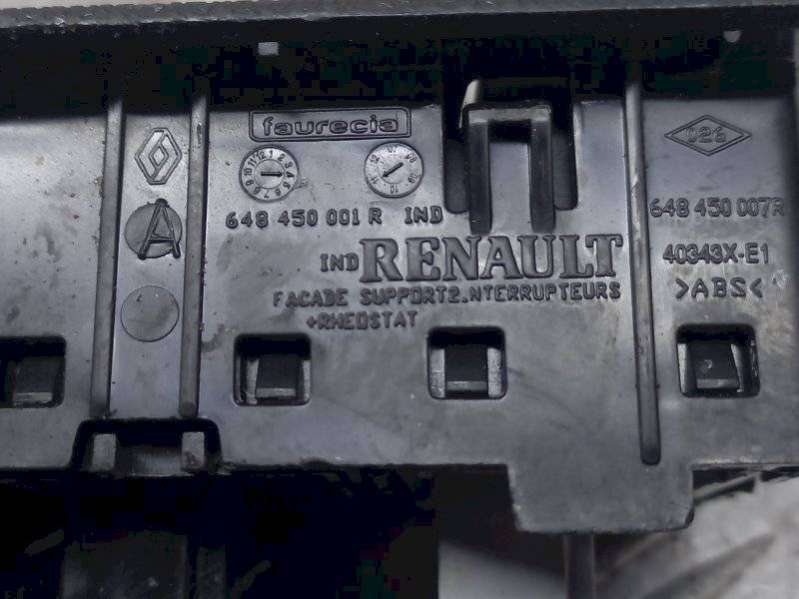 faurecia
026
648 450 001 R IND
648 450 007R
IND RENAULT
40343X-E1
FACADE SUPPORT2.NTERRUPTEURS
>ABS<
+RHEOSTAT
A